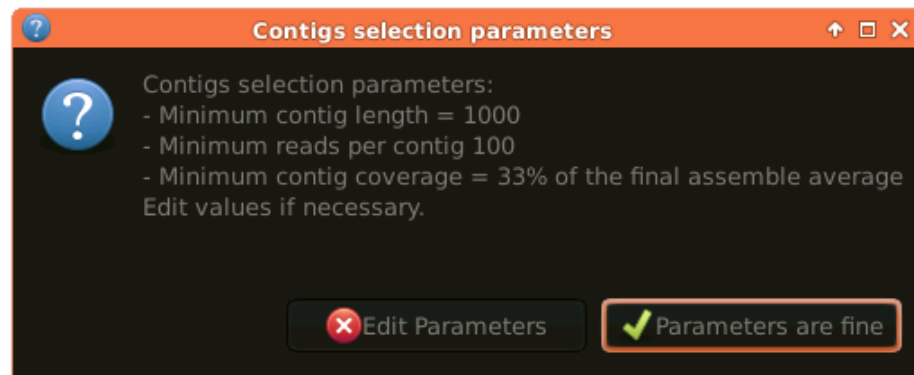 Contigs selection parameters
Contigs selection parameters:
- Minimum contig length = 1000
- Minimum reads per contig 100
- Minimum contig coverage = 33% of the final assemble average
Edit values if necessary.
Edit Parameters
Parameters are fine